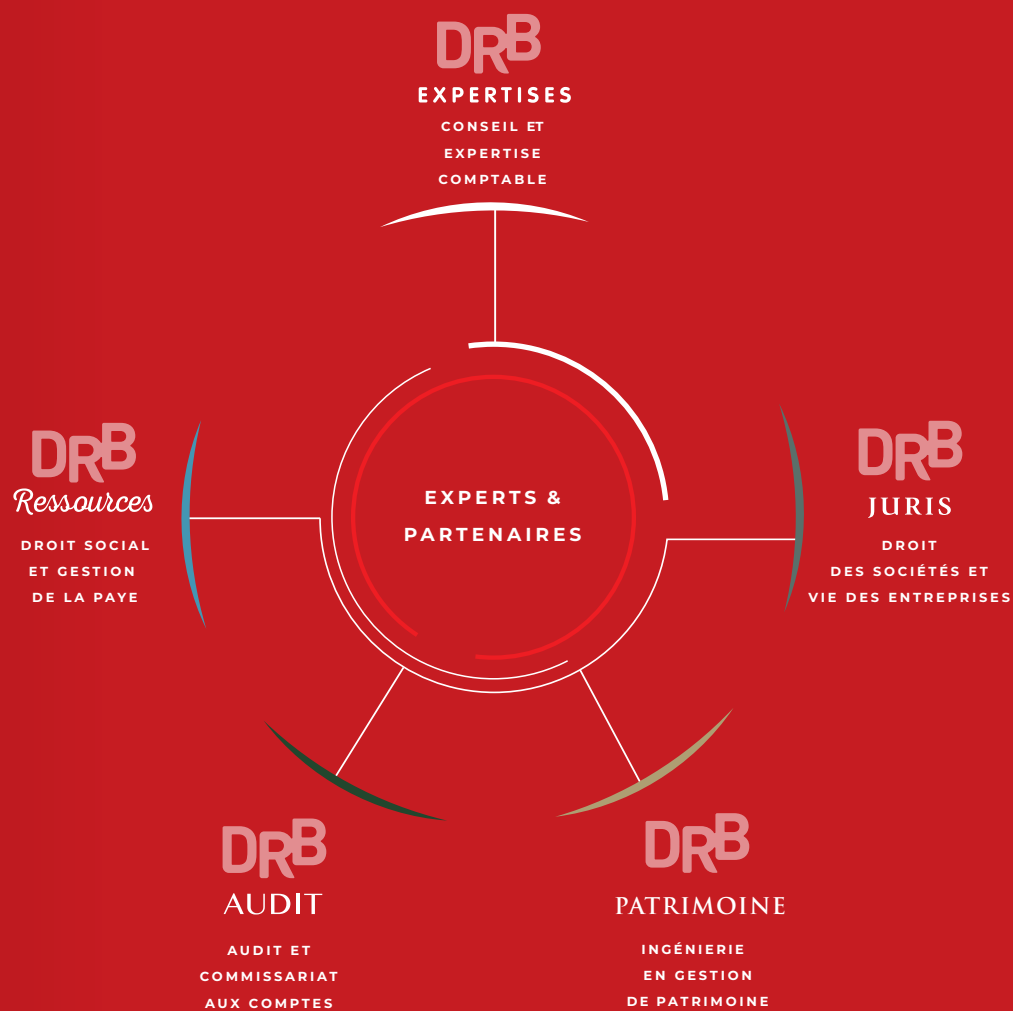 DRB
EXPERTISES
CONSEIL ET
EXPERTISE
COMPTABLE
DRB
Ressources
DROIT SOCIAL
ET GESTION
DE LA PAYE
EXPERTS &
PARTENAIRES
DRB
JURIS
DROIT
DES SOCIÉTÉS ET
VIE DES ENTREPRISES
DRB
AUDIT
AUDIT ET
COMMISSARIAT
AUX COMPTES
DRB
PATRIMOINE
INGÉNIERIE
EN GESTION
DE PATRIMOINE